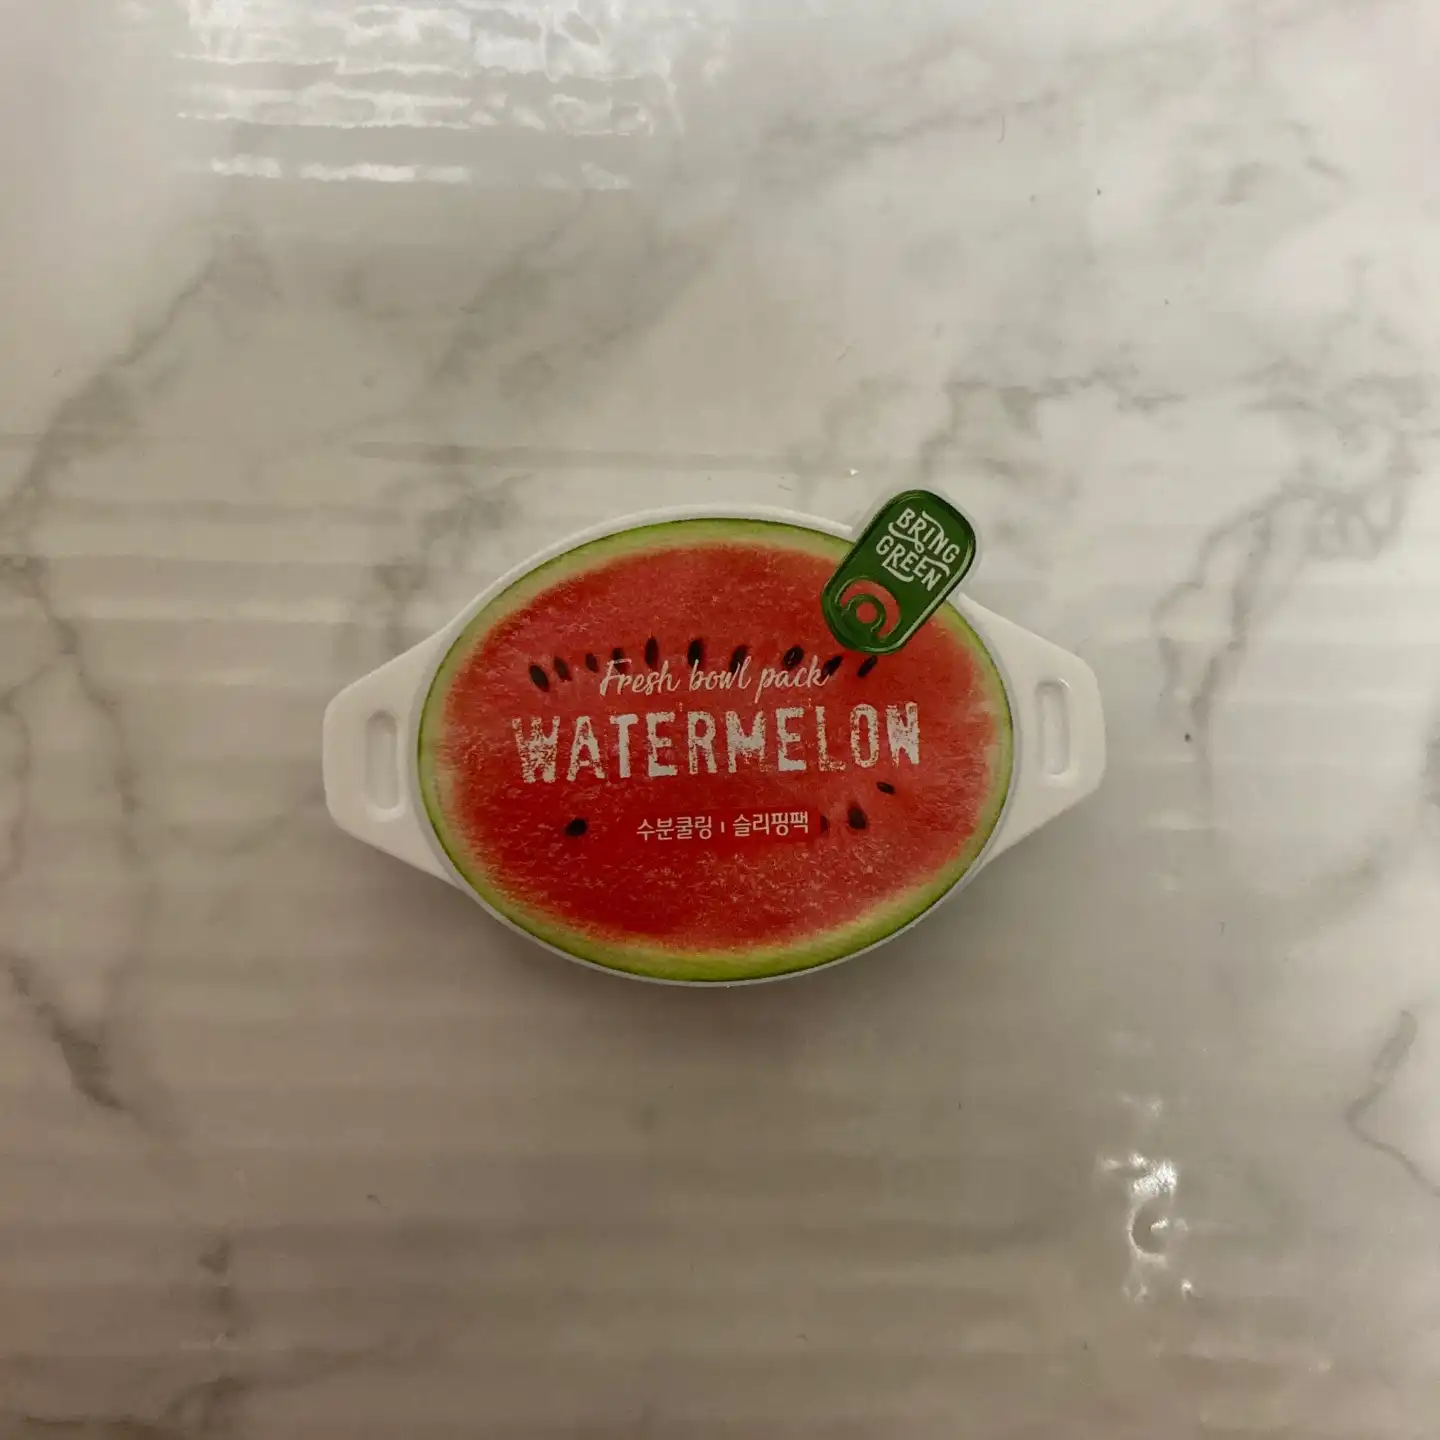 BRING
GREEN
Fresh bowl pack
WATERMELON
수분쿨링 I 슬리핑팩